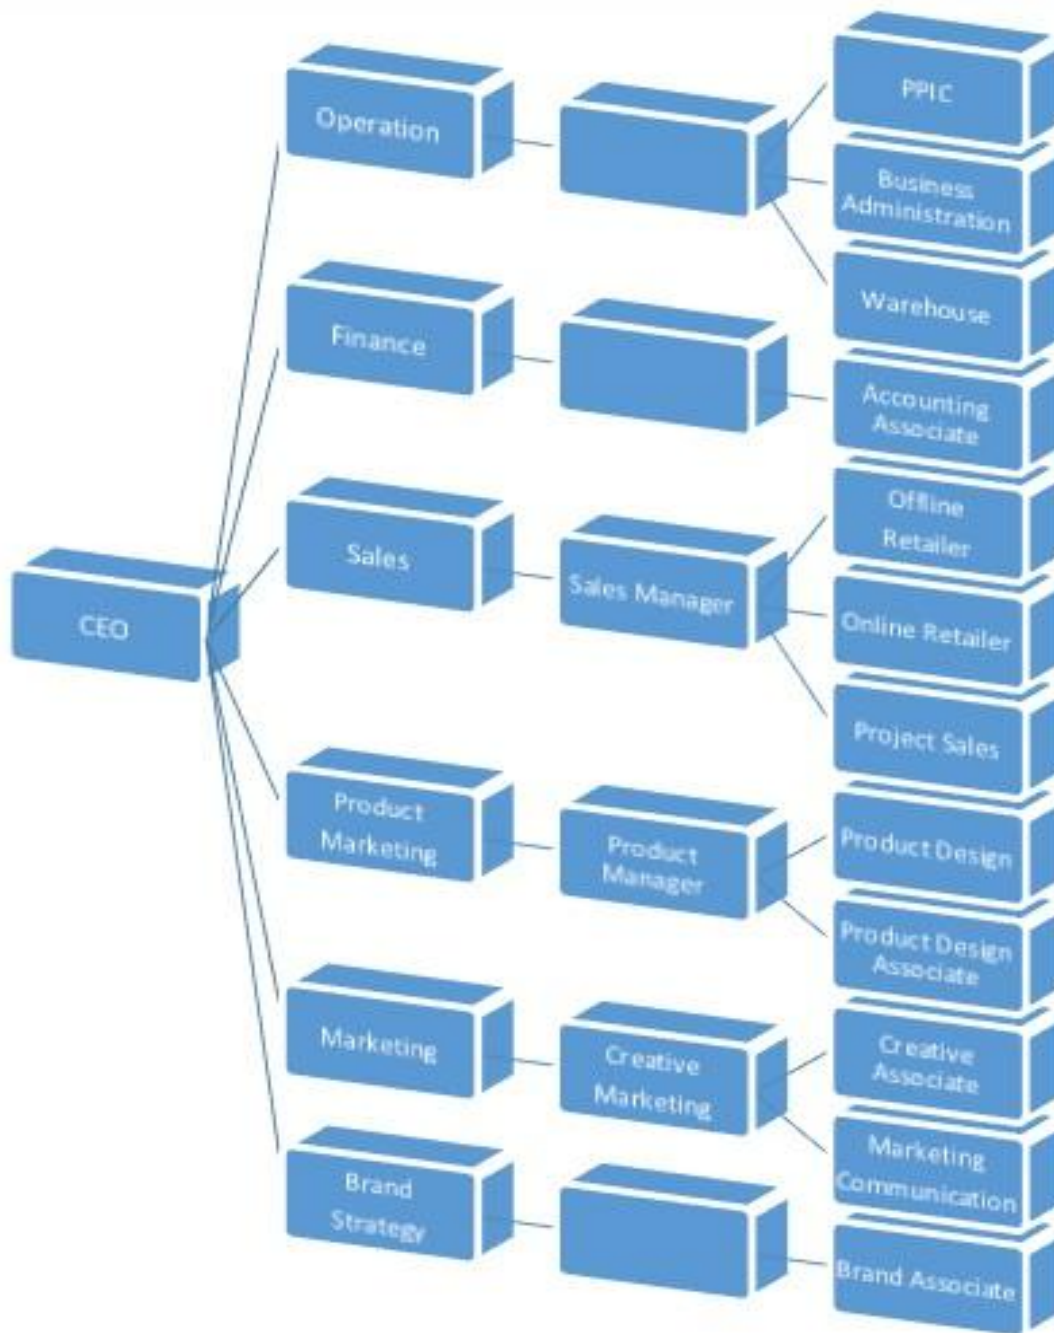 CEO
Operation
Finance
Sales
Product
Marketing
Marketing
Brand
Strategy
Sales Manager
Product
Manager
Creative
Marketing
PPIC
Business
Administration
Warehouse
Accounting
Associate
Offline
Retailer
Online Retailer
Project Sales
Product Design
Product Design
Associate
Creative
Associate
Marketing
Communication
Brand Associate